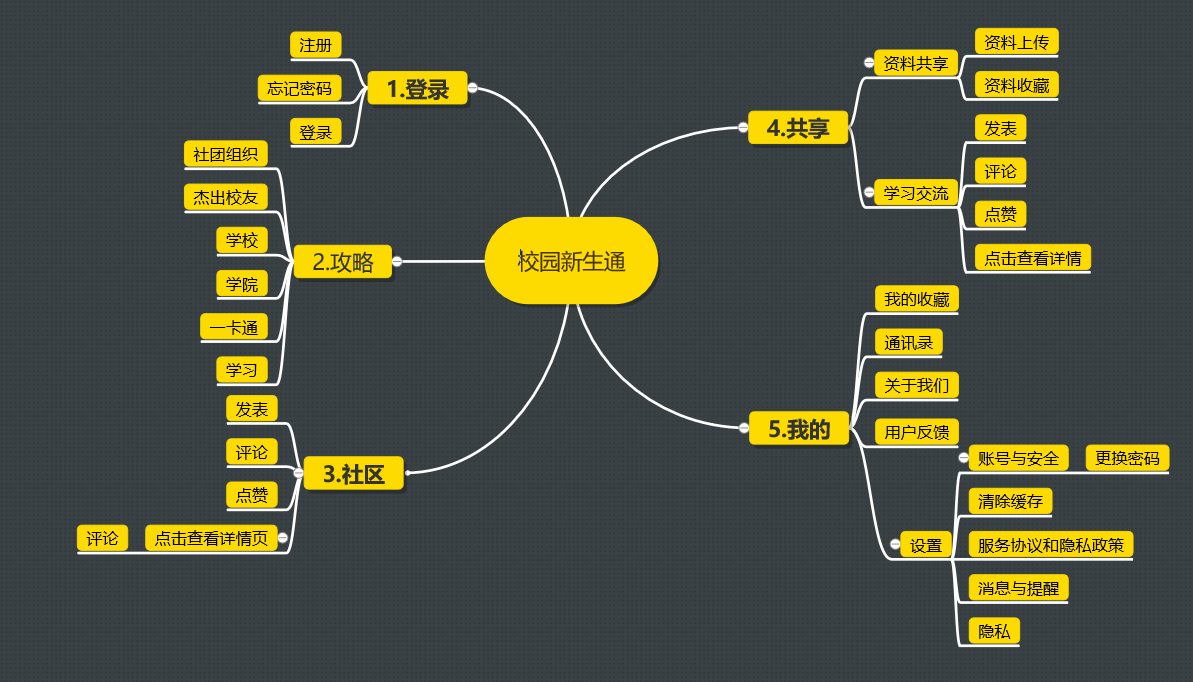 校园新生通
1.登录
注册
忘记密码
登录
2.攻略
社团组织
杰出校友
学校
学院
一卡通
学习
3.社区
发表
评论
点赞
点击查看详情页
评论
4.共享
资料共享
资料上传
资料收藏
学习交流
发表
评论
点赞
点击查看详情
5.我的
我的收藏
通讯录
关于我们
用户反馈
设置
账号与安全
更换密码
清除缓存
服务协议和隐私政策
消息与提醒
隐私